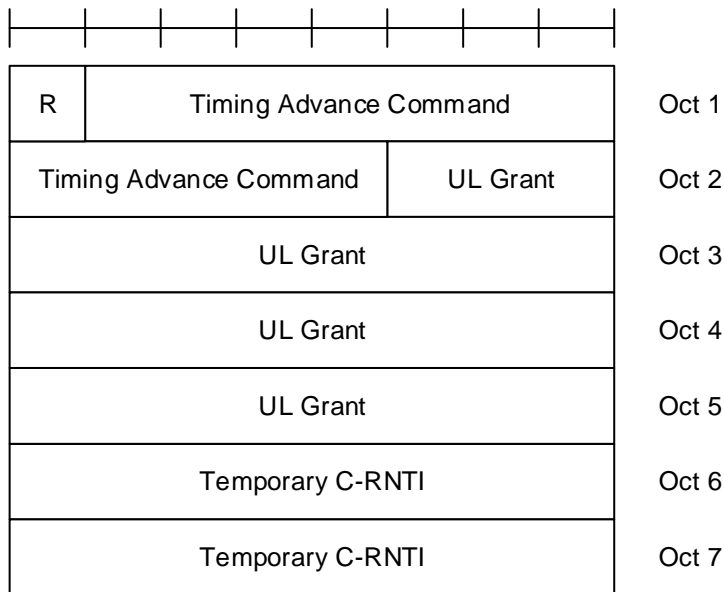 R Timing Advance Command Oct 1
Timing Advance Command UL Grant Oct 2
UL Grant Oct 3
UL Grant Oct 4
UL Grant Oct 5
Temporary C-RNTI Oct 6
Temporary C-RNTI Oct 7